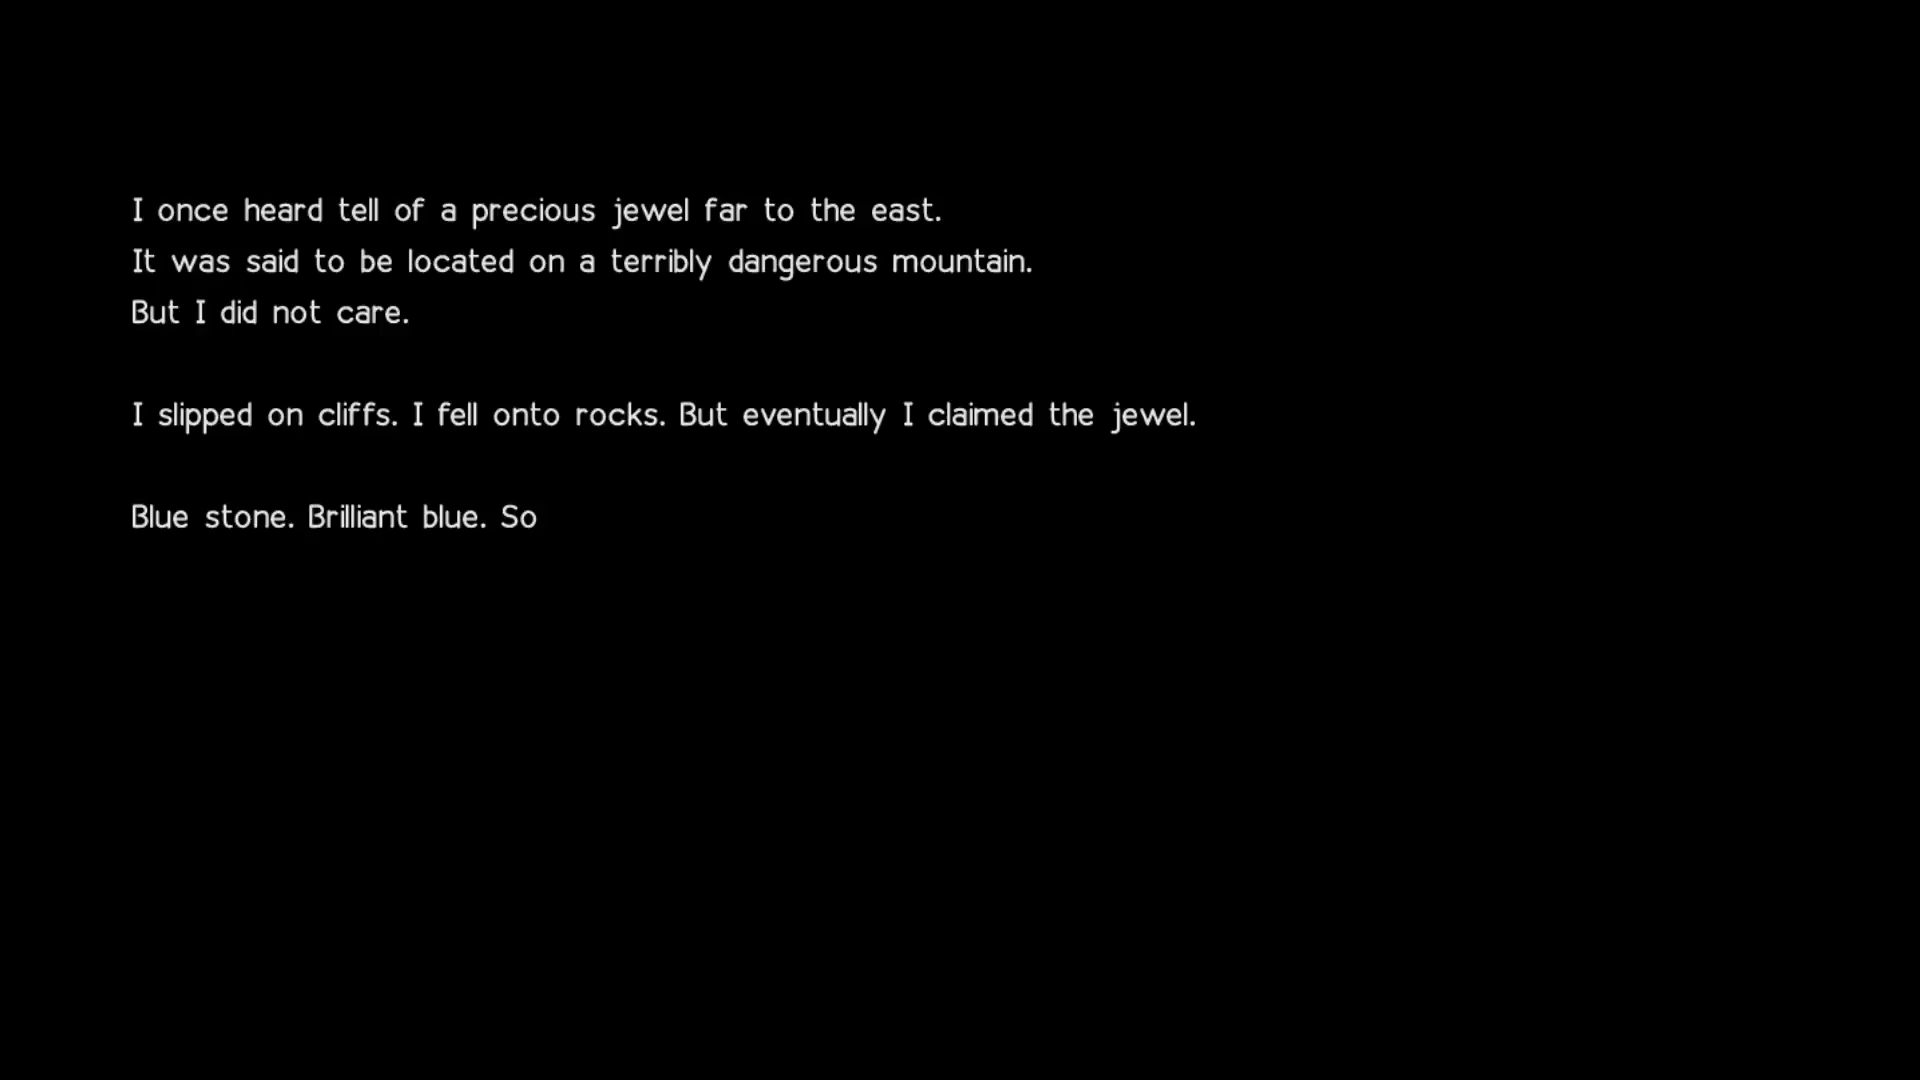 I once heard tell of a precious jewel far to the east.
It was said to be located on a terribly dangerous mountain.
But I did not care.
I slipped on cliffs. I fell onto rocks. But eventually I claimed the jewel.
Blue stone. Brilliant blue. So